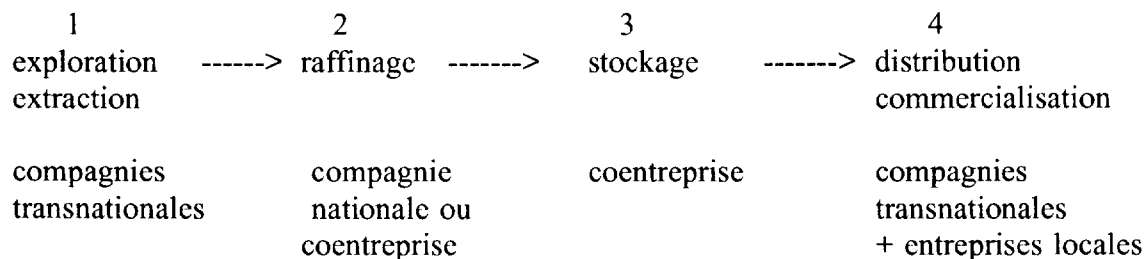 1 2 3 4
exploration ------> raffinage -------> stockage -------> distribution
extraction commercialisation
compagnies compagnie coentreprise compagnies
transnationales nationale ou transnationales
coentreprise + entreprises locales